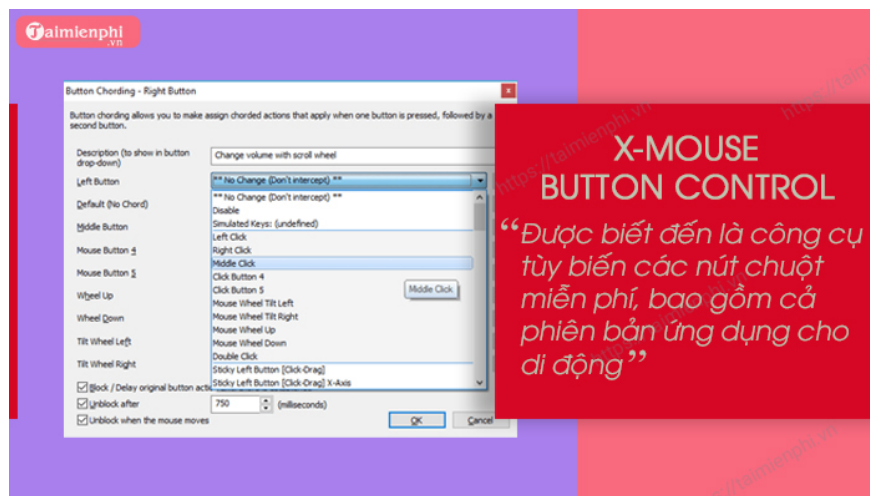 Taimienphi
.vn
Button Chording - Right Button
Button chording allows you to make assign chorded actions that apply when one button is pressed, followed by a
second button.
Description (to show in button
drop-down)
Change volume with scroll wheel
Left Button
** No Change (Don't intercept) **
Default (No Chord)
Middle Button
Mouse Button 4
Mouse Button 5
Wheel Up
Wheel Down
Tilt Wheel Left
Tilt Wheel Right
** No Change (Don't intercept) **
Disable
Simulated Keys: (undefined)
Left Click
Right Click
Middle Click
Click Button 4
Click Button 5
Mouse Wheel Tilt Left
Mouse Wheel Tilt Right
Mouse Wheel Up
Mouse Wheel Down
Double Click
Sticky Left Button [Click-Drag]
Sticky Left Button [Click-Drag] X-Axis
Middle Click
Block / Delay original button
Unblock after
750
(milliseconds)
Unblock when the mouse moves
OK
Cancel
X-MOUSE
BUTTON CONTROL
“Được biết đến là công cụ
tùy biến các nút chuột
miễn phí, bao gồm cả
phiên bản ứng dụng cho
di động”
https://taimienphi.vn